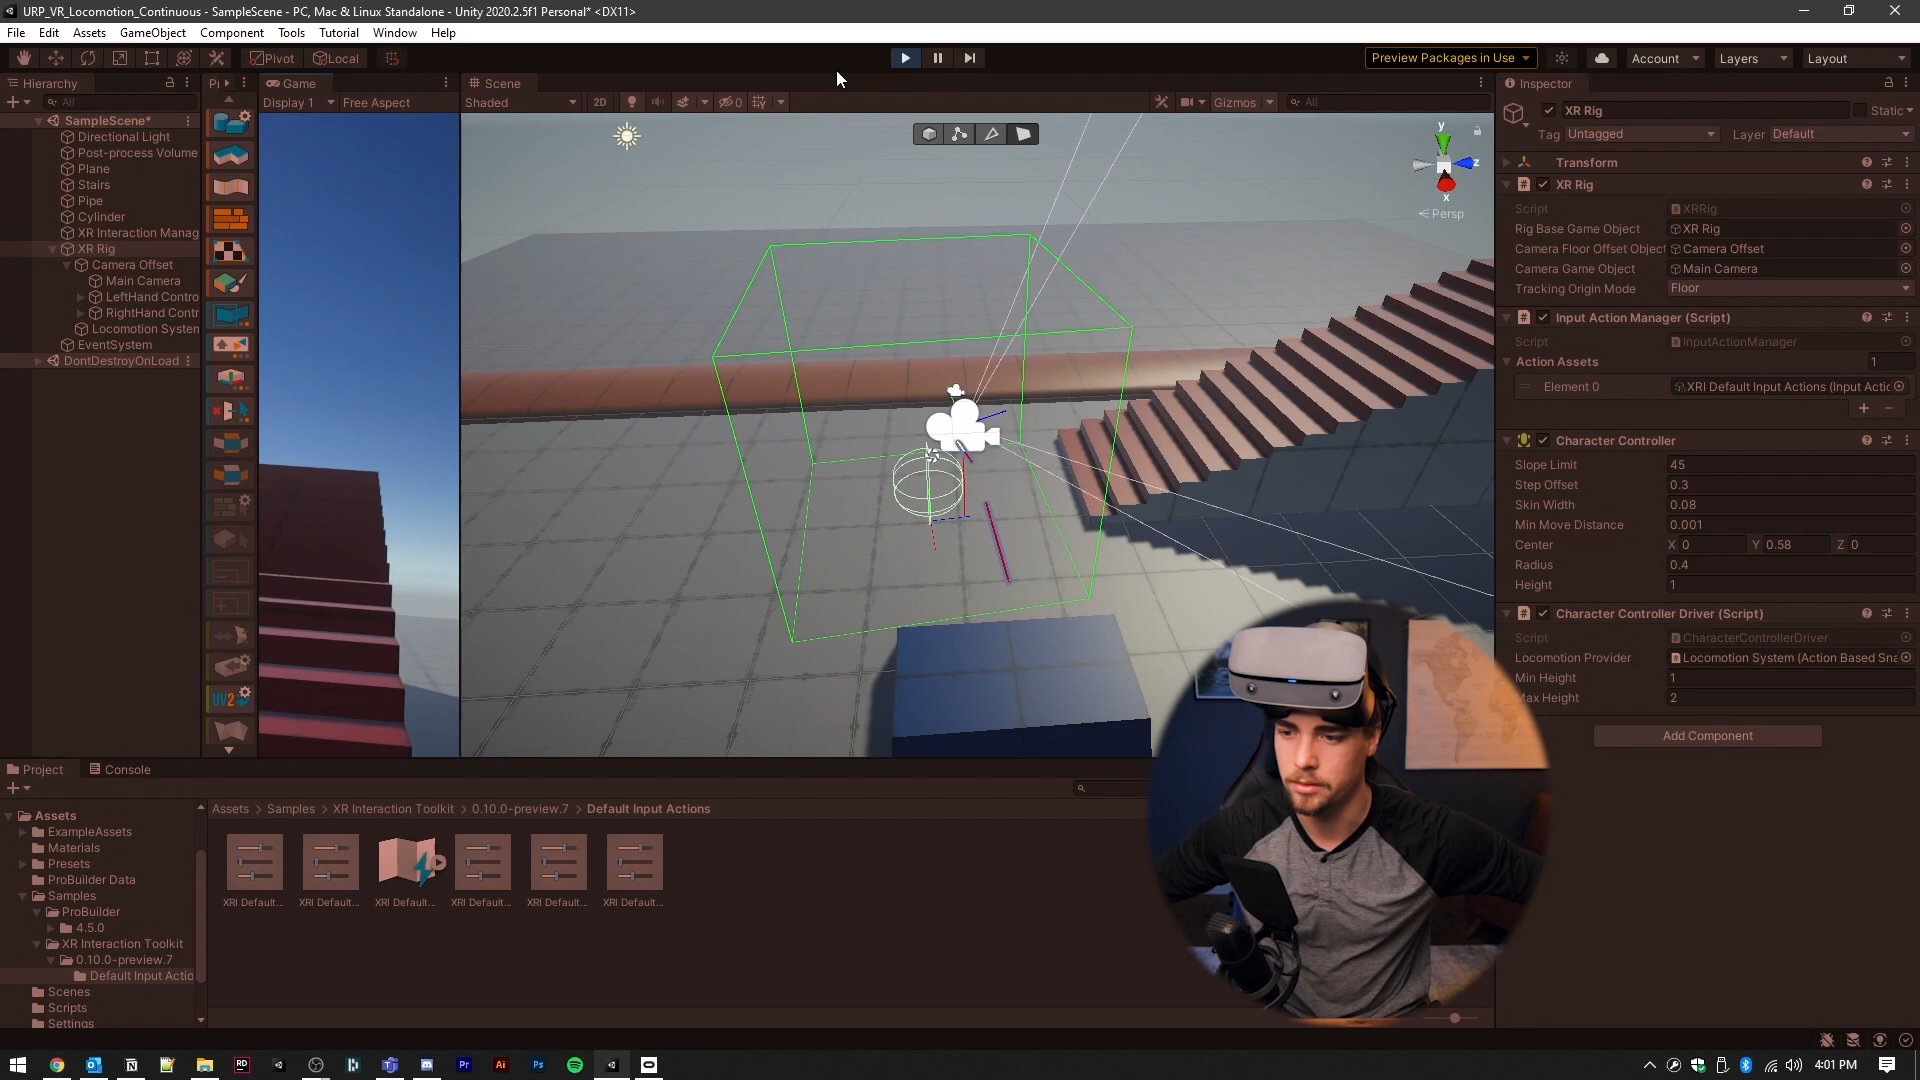 URP_VR_Locomotion_Continuous - SampleScene - PC, Mac & Linux Standalone - Unity 2020.2.5f1 Personal* <DX11>
File Edit Assets GameObject Component Tools Tutorial Window Help
Pivot Local Preview Packages in Use Account Layers Layout
Hierarchy Pi Game Scene Inspector
All Display 1 Free Aspect Shaded 2D 0 Gizmos All
XR Rig Static
Tag Untagged Layer Default
SampleScene*
Directional Light
Post-process Volume
Plane
Stairs
Pipe
Cylinder
XR Interaction Manag
XR Rig
Camera Offset
Main Camera
LeftHand Contro
RightHand Contr
Locomotion System
EventSystem
DontDestroyOnLoad
UV2
y
z
x
Persp
Transform
XR Rig
Script XRRig
Rig Base Game Object XR Rig
Camera Floor Offset Object Camera Offset
Camera Game Object Main Camera
Tracking Origin Mode Floor
Input Action Manager (Script)
Script InputActionManager
Action Assets 1
Element 0 XRI Default Input Actions (Input Actic
Character Controller
Slope Limit 45
Step Offset 0.3
Skin Width 0.08
Min Move Distance 0.001
Center X 0 Y 0.58 Z 0
Radius 0.4
Height 1
Character Controller Driver (Script)
Script CharacterControllerDriver
Locomotion Provider Locomotion System (Action Based Sna
Min Height 1
Max Height 2
Add Component
Project Console
Assets > Samples > XR Interaction Toolkit > 0.10.0-preview.7 > Default Input Actions
Assets
ExampleAssets
Materials
Presets
ProBuilder Data
Samples
ProBuilder
4.5.0
XR Interaction Toolkit
0.10.0-preview.7
Default Input Actio
Scenes
Scripts
Settings
XRI Default... XRI Default... XRI Default... XRI Default... XRI Default... XRI Default...
RD Pr Ai Ps
4:01 PM